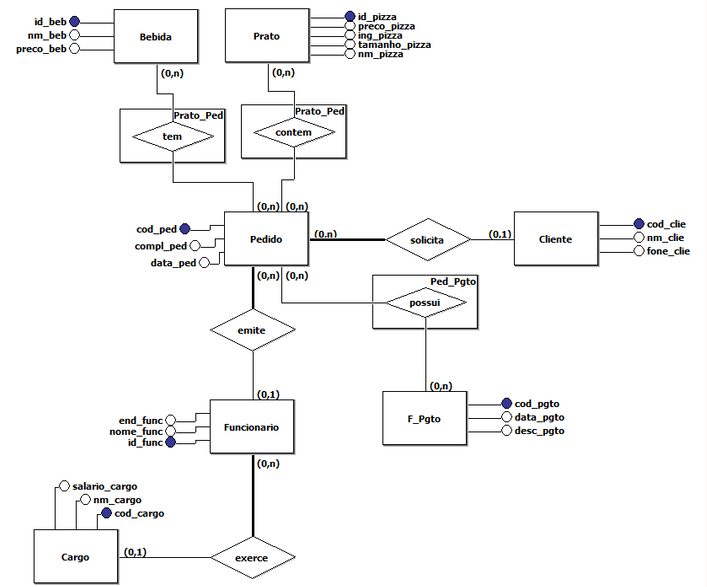 id_beb
nm_beb
preco_beb
Bebida
(0,n)
Prato
id_pizza
preco_pizza
ing_pizza
tamanho_pizza
nm_pizza
(0,n)
Prato_Ped
tem
Prato_Ped
contem
(0,n) (0,n)
cod_ped
compl_ped
data_ped
Pedido
(0,n)
solicita
(0,1)
Cliente
cod_clie
nm_clie
fone_clie
(0,n) (0,n)
Ped_Pgto
possui
emite
(0,n)
(0,1)
F_Pgto
cod_pgto
data_pgto
desc_pgto
end_func
nome_func
id_func
Funcionario
(0,n)
salario_cargo
nm_cargo
cod_cargo
Cargo
(0,1)
exerce